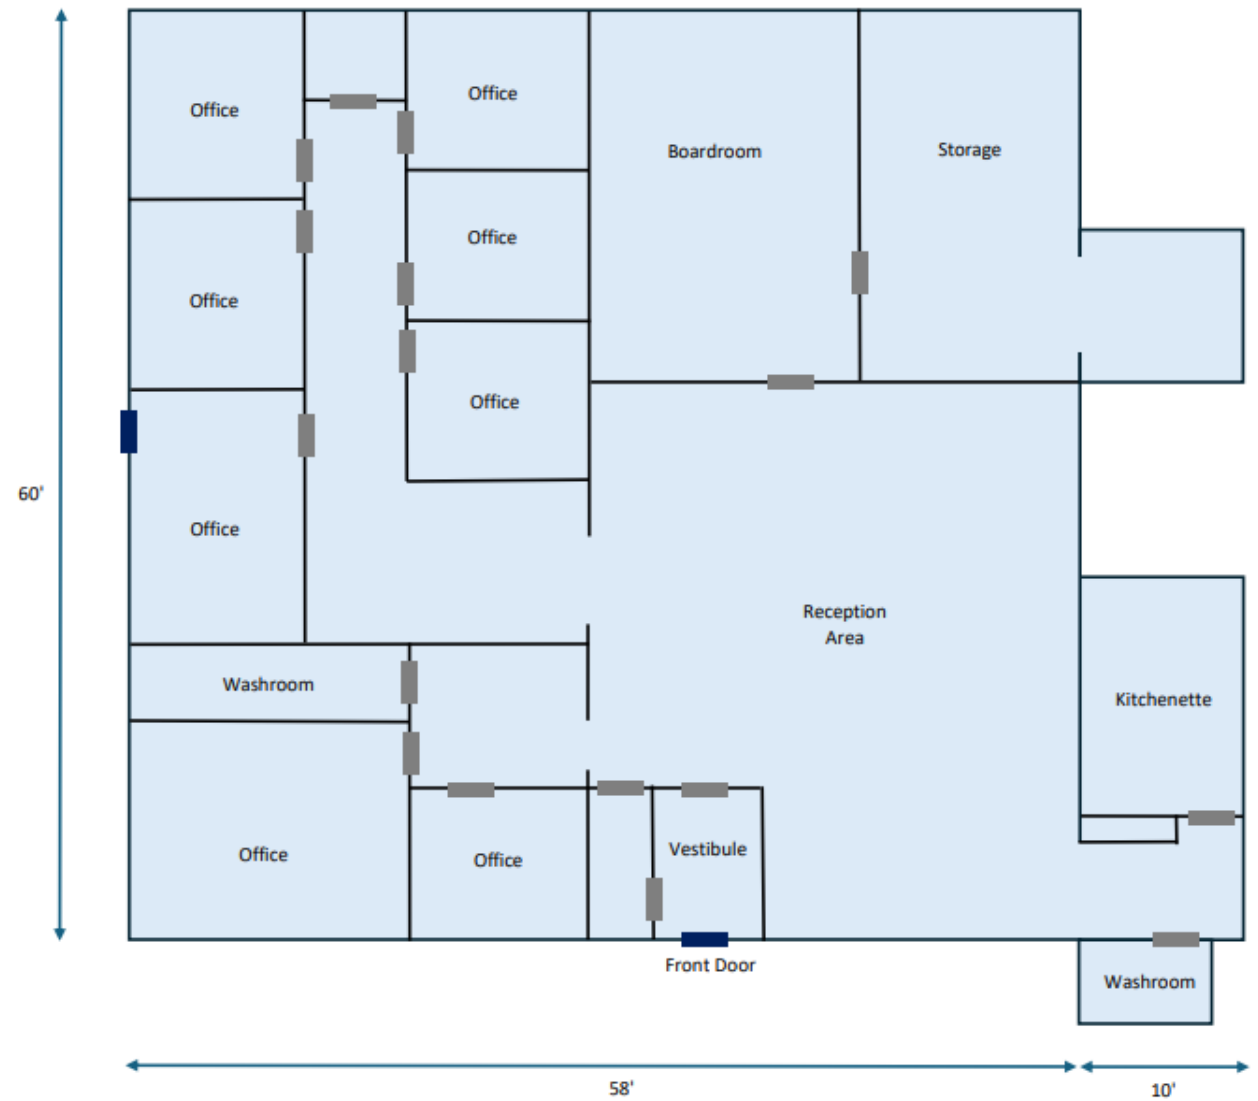 Office
Office
Boardroom
Storage
Office
Office
Office
60'
Office
Reception
Area
Washroom
Kitchenette
Office
Office
Vestibule
Front Door
Washroom
58'
10'